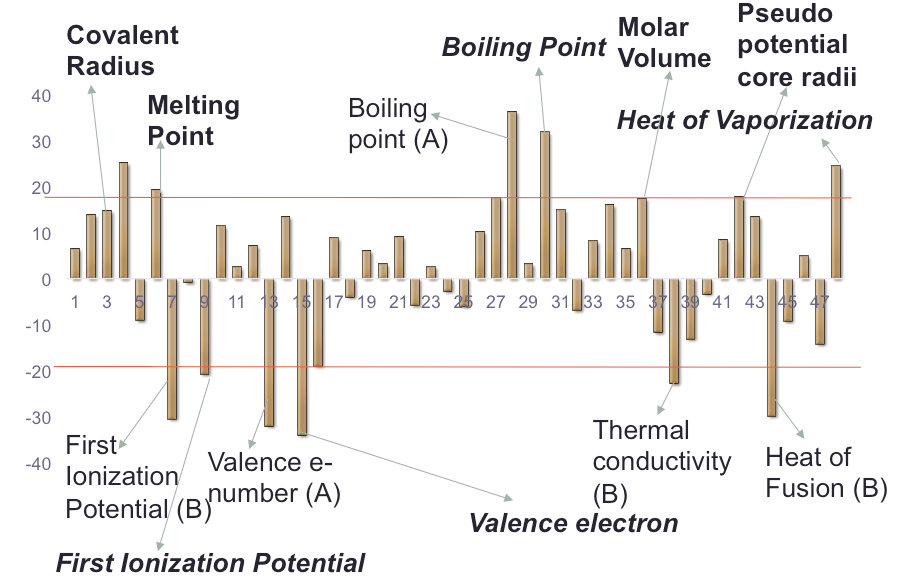 Pseudo
potential
core radii
Molar
Volume
Boiling Point
Covalent
Radius
Melting
Point
Boiling
point (A)
Heat of Vaporization
40
30
20
10
0
-10
-20
-30
-40
1 3 5 7 9 11 13 15 17 19 21 23 25 27 29 31 33 35 37 39 41 43 45 47
First
Ionization
Potential (B)
Valence e-
number (A)
Thermal
conductivity
(B)
Heat of
Fusion (B)
Valence electron
First Ionization Potential